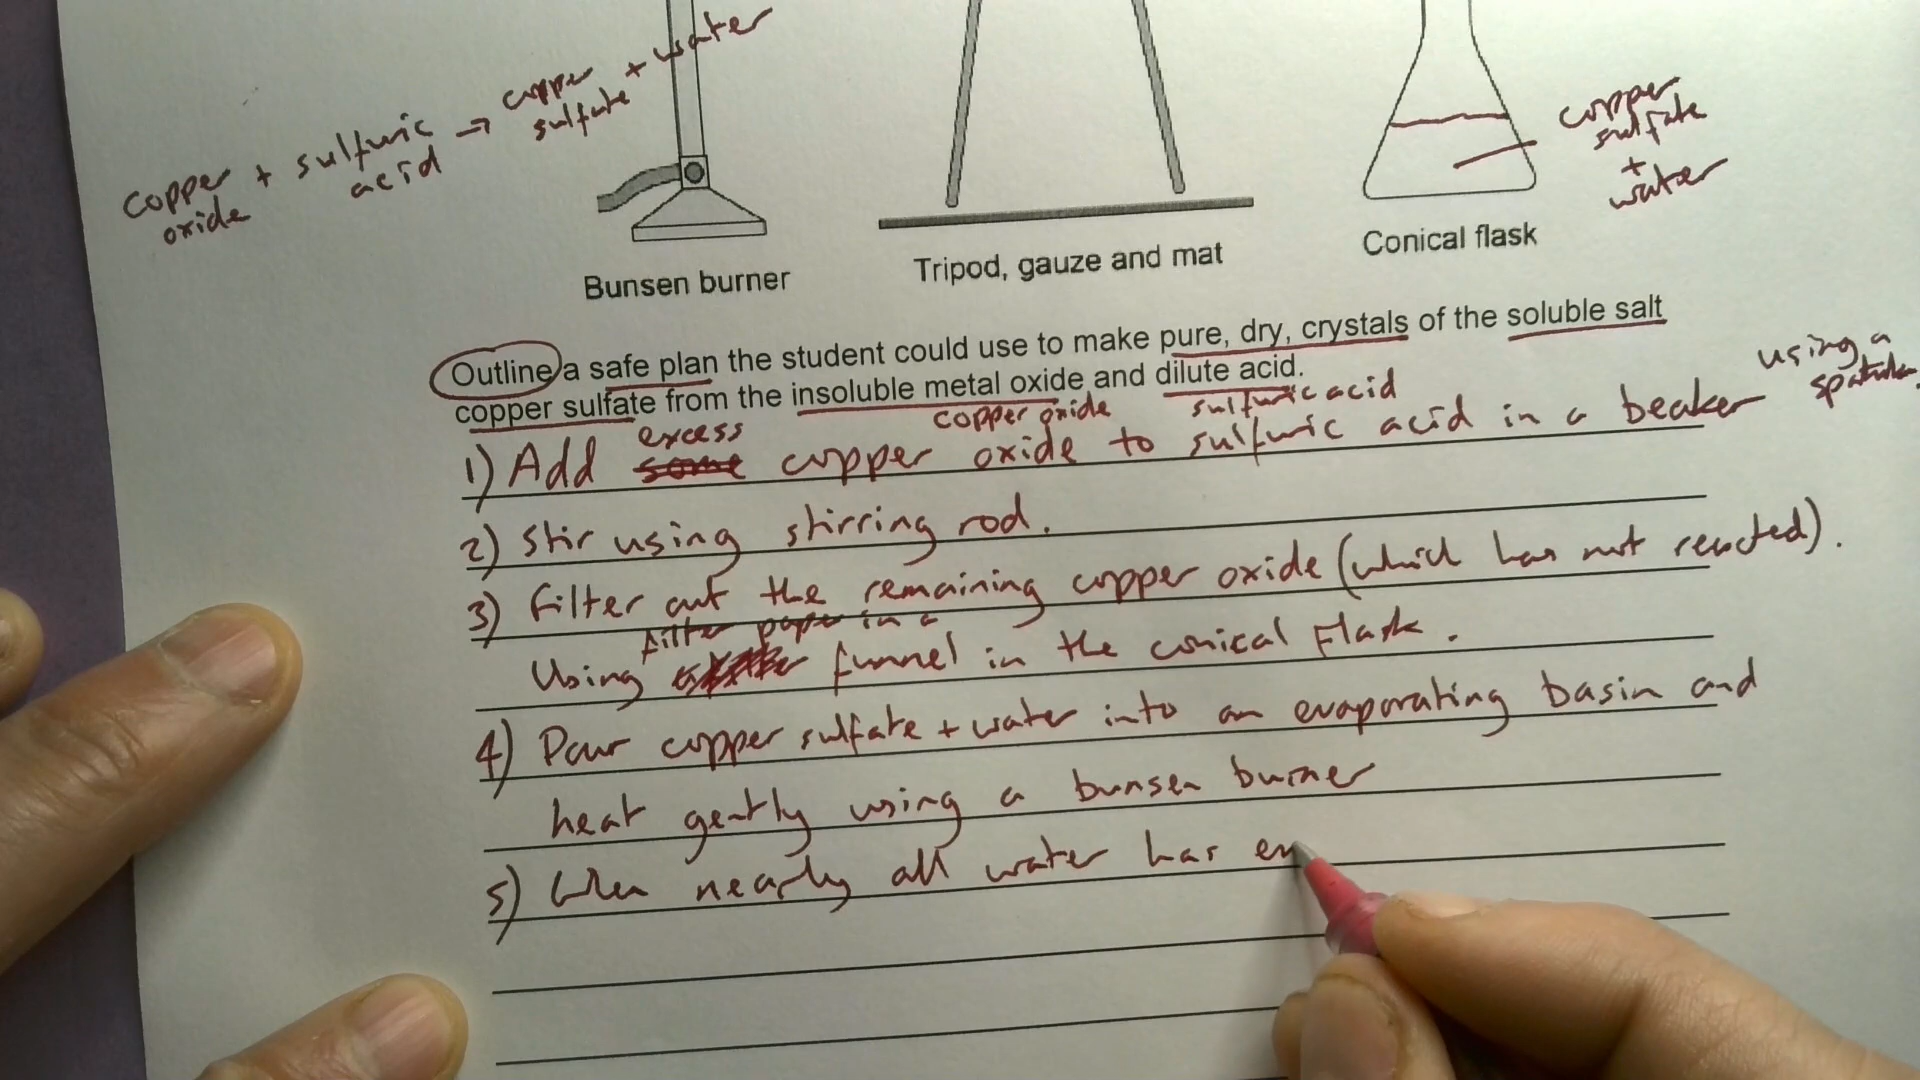 copper oxide + sulfuric acid → copper sulfate + water
copper sulfate + water
Bunsen burner
Tripod, gauze and mat
Conical flask
Outline a safe plan the student could use to make pure, dry, crystals of the soluble salt
copper sulfate from the insoluble metal oxide and dilute acid.
copper oxide sulfuric acid
using a spatula.
excess
1) Add some copper oxide to sulfuric acid in a beaker
2) Stir using stirring rod.
3) Filter out the remaining copper oxide (which has not reacted).
filter paper in a
Using funnel in the conical flask.
4) Pour copper sulfate + water into an evaporating basin and
heat gently using a bunsen burner
5) When nearly all water has ev